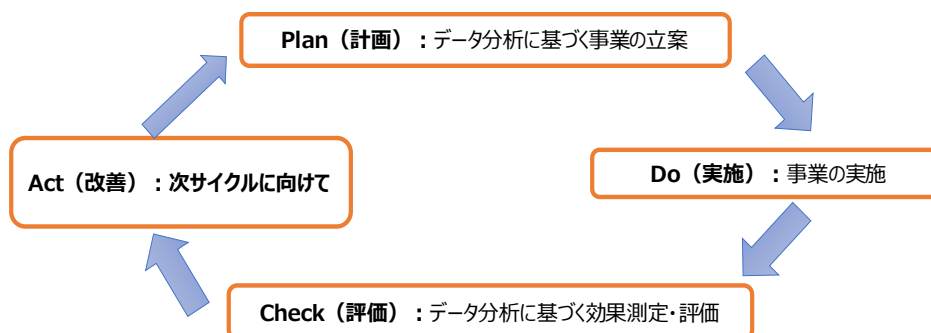 Plan（計画）：データ分析に基づく事業の立案
Do（実施）：事業の実施
Check（評価）：データ分析に基づく効果測定・評価
Act（改善）：次サイクルに向けて